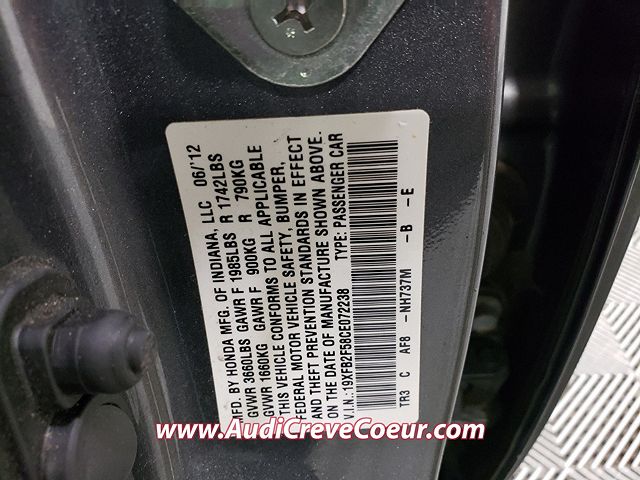 MFD. BY HONDA MFG. OF INDIANA, LLC 06/'12
GVWR 3660LBS GAWR F 1985LBS R 1742LBS
GVWR 1660KG GAWR F 900KG R 790KG
THIS VEHICLE CONFORMS TO ALL APPLICABLE
FEDERAL MOTOR VEHICLE SAFETY, BUMPER,
AND THEFT PREVENTION STANDARDS IN EFFECT
ON THE DATE OF MANUFACTURE SHOWN ABOVE.
V.I.N.:19XFB2F58CE072238 TYPE: PASSENGER CAR
TR3 C AF8 -NH737M -B -E
www.AudiCreveCoeur.com